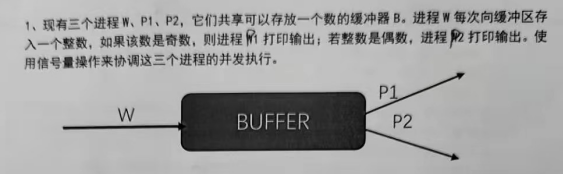 1、现有三个进程 W、P1、P2，它们共享可以存放一个数的缓冲器 B。进程 W 每次向缓冲区存
入一个整数，如果该数是奇数，则进程 P1 打印输出；若整数是偶数，进程 P2 打印输出。使
用信号量操作来协调这三个进程的并发执行。
P1
W
BUFFER
P2